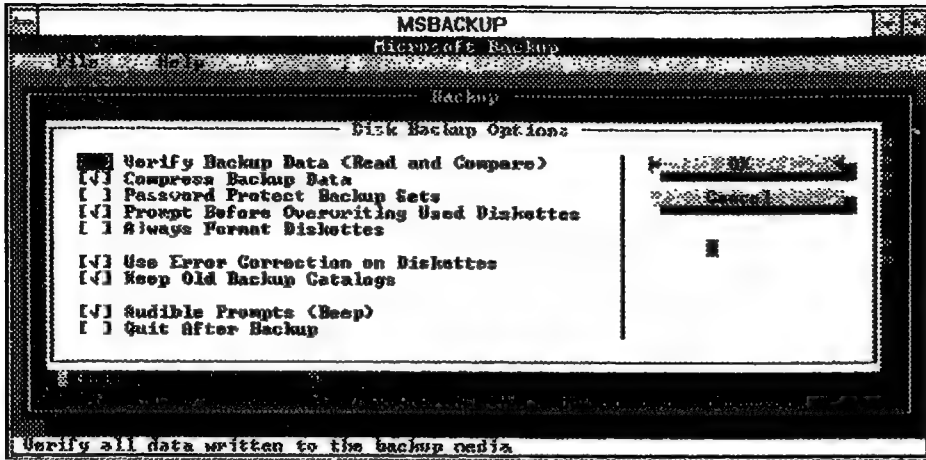 MSBACKUP
Microsoft Backup
File Help
Backup
Disk Backup Options
Verify Backup Data (Read and Compare)
[√] Compress Backup Data
[ ] Password Protect Backup Sets
[√] Prompt Before Overwriting Used Diskettes
[ ] Always Format Diskettes
[√] Use Error Correction on Diskettes
[√] Keep Old Backup Catalogs
[√] Audible Prompts (Beep)
[ ] Quit After Backup
OK
Cancel
Verify all data written to the backup media